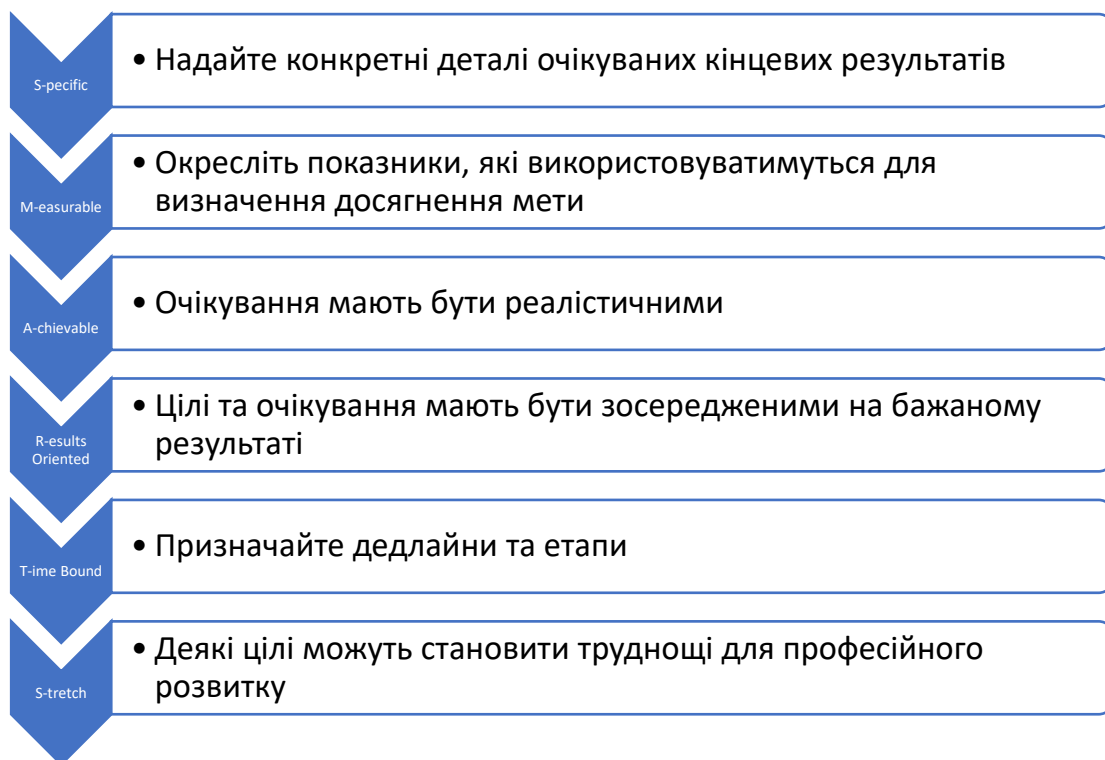 S-pecific
• Надайте конкретні деталі очікуваних кінцевих результатів
M-easurable
• Окресліть показники, які використовуватимуться для
визначення досягнення мети
A-chievable
• Очікування мають бути реалістичними
R-esults
Oriented
• Цілі та очікування мають бути зосередженими на бажаному
результаті
T-ime Bound
• Призначайте дедлайни та етапи
S-tretch
• Деякі цілі можуть становити труднощі для професійного
розвитку